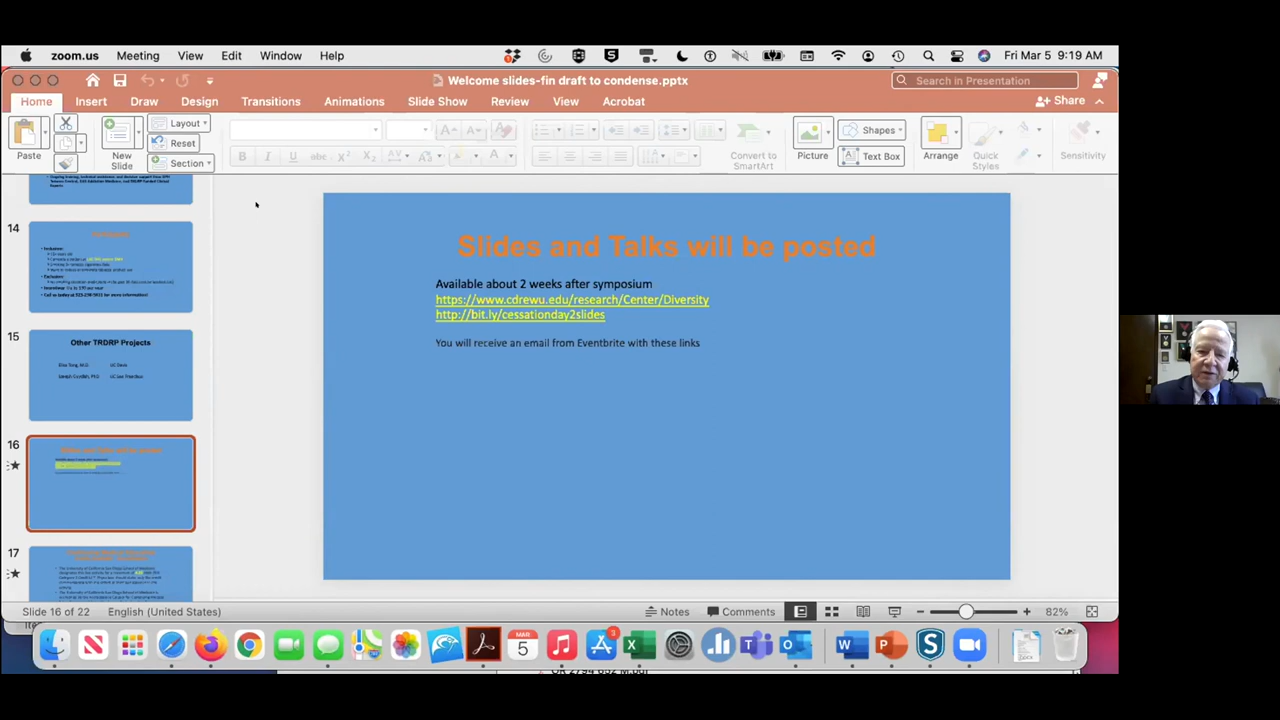 zoom.us Meeting View Edit Window Help Fri Mar 5 9:19 AM
Welcome slides-fin draft to condense.pptx
Search in Presentation
Home Insert Draw Design Transitions Animations Slide Show Review View Acrobat
Share
Paste
New Slide
Layout
Reset
Section
Convert to SmartArt
Picture
Shapes
Text Box
Arrange
Quick Styles
Sensitivity
14
15
Other TRDRP Projects
UC Davis
UC San Francisco
16
17
Slides and Talks will be posted
Available about 2 weeks after symposium
https://www.cdrewu.edu/research/Center/Diversity
http://bit.ly/cessationday2slides
You will receive an email from Eventbrite with these links
Slide 16 of 22 English (United States) Notes Comments 82%
MAR
5